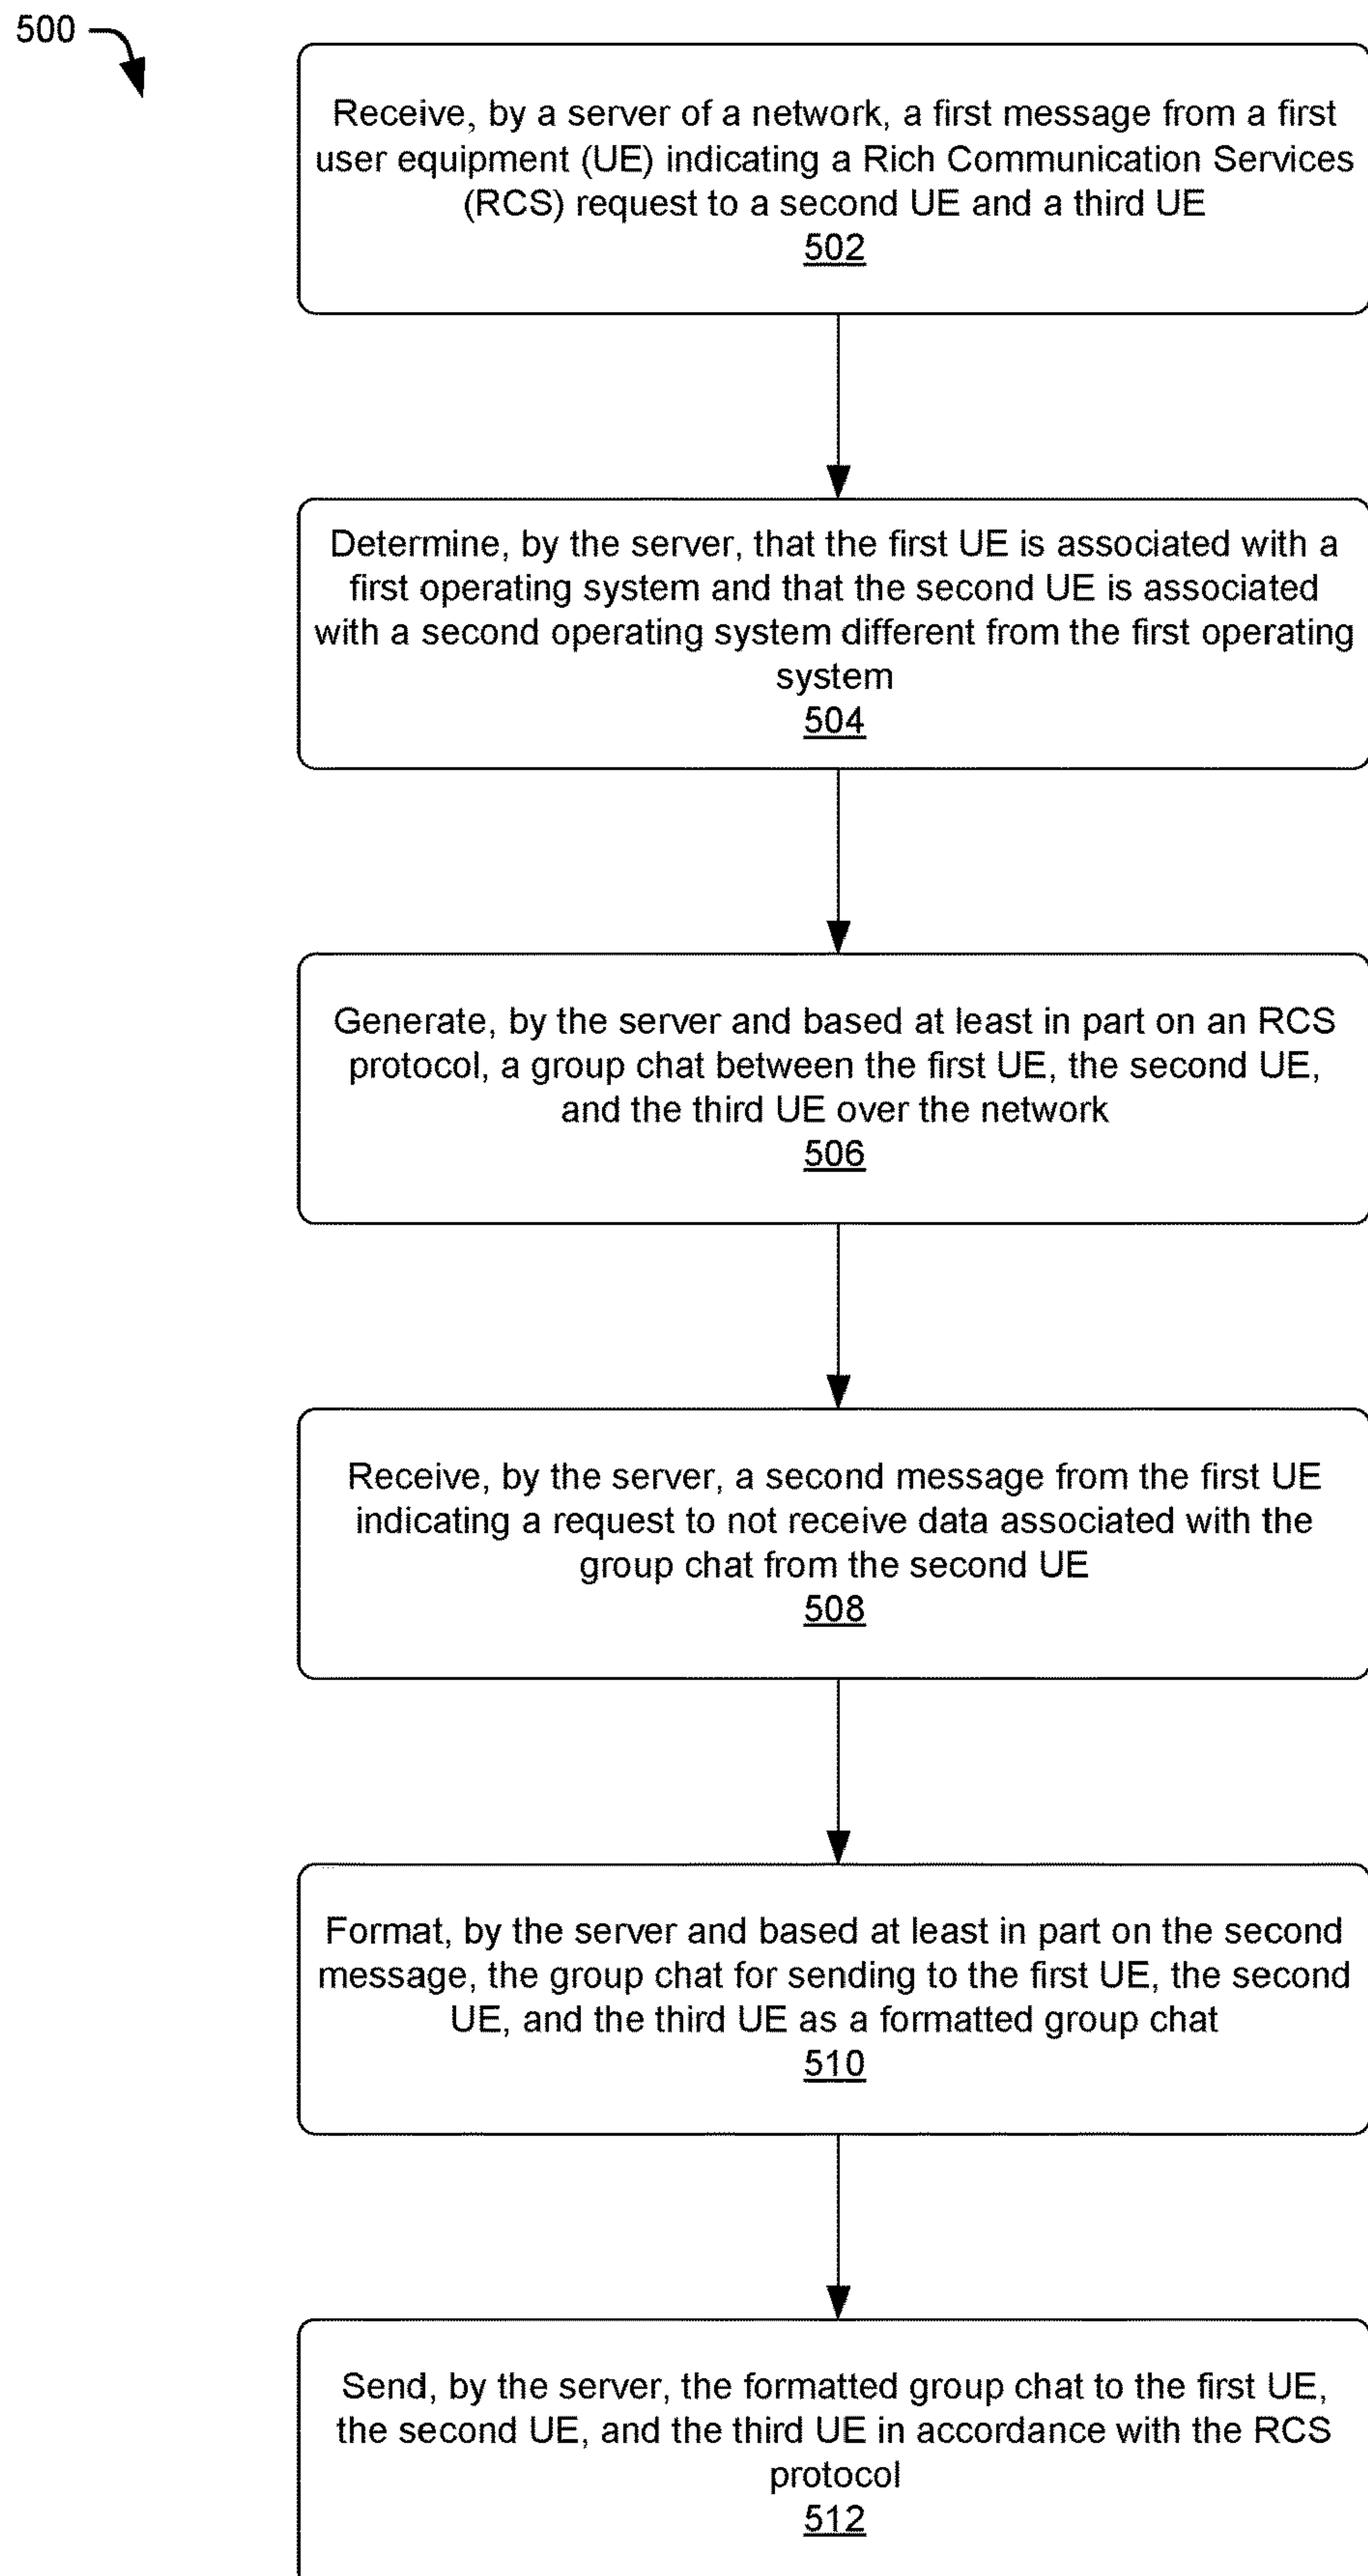 500
Receive, by a server of a network, a first message from a first
user equipment (UE) indicating a Rich Communication Services
(RCS) request to a second UE and a third UE
502
Determine, by the server, that the first UE is associated with a
first operating system and that the second UE is associated
with a second operating system different from the first operating
system
504
Generate, by the server and based at least in part on an RCS
protocol, a group chat between the first UE, the second UE,
and the third UE over the network
506
Receive, by the server, a second message from the first UE
indicating a request to not receive data associated with the
group chat from the second UE
508
Format, by the server and based at least in part on the second
message, the group chat for sending to the first UE, the second
UE, and the third UE as a formatted group chat
510
Send, by the server, the formatted group chat to the first UE,
the second UE, and the third UE in accordance with the RCS
protocol
512